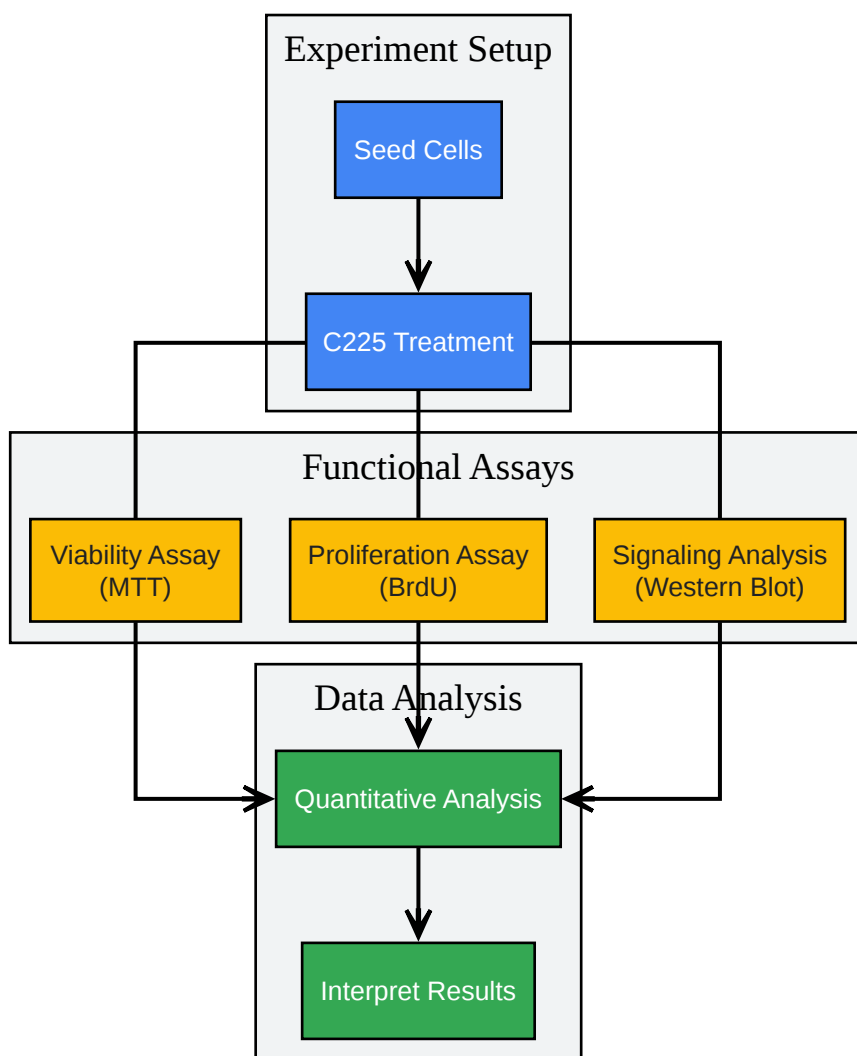 Experiment Setup
Seed Cells
C225 Treatment
Functional Assays
Viability Assay
(MTT)
Proliferation Assay
(BrdU)
Signaling Analysis
(Western Blot)
Data Analysis
Quantitative Analysis
Interpret Results